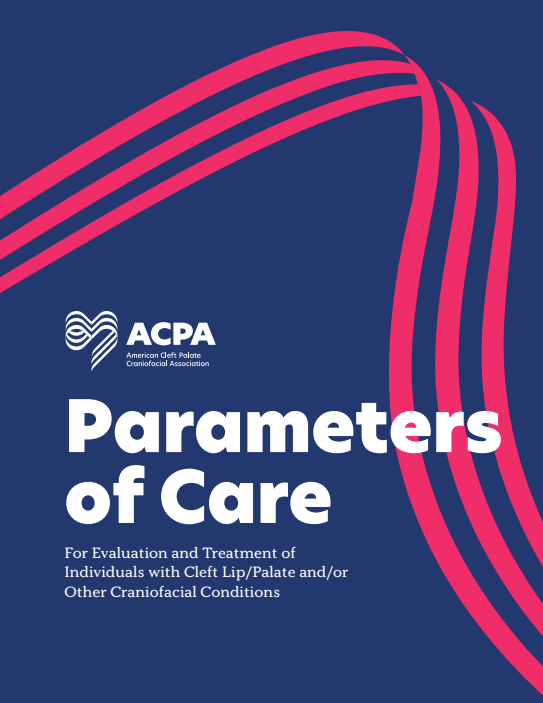 ACPA
American Cleft Palate
Craniofacial Association
Parameters
of Care
For Evaluation and Treatment of
Individuals with Cleft Lip/Palate and/or
Other Craniofacial Conditions